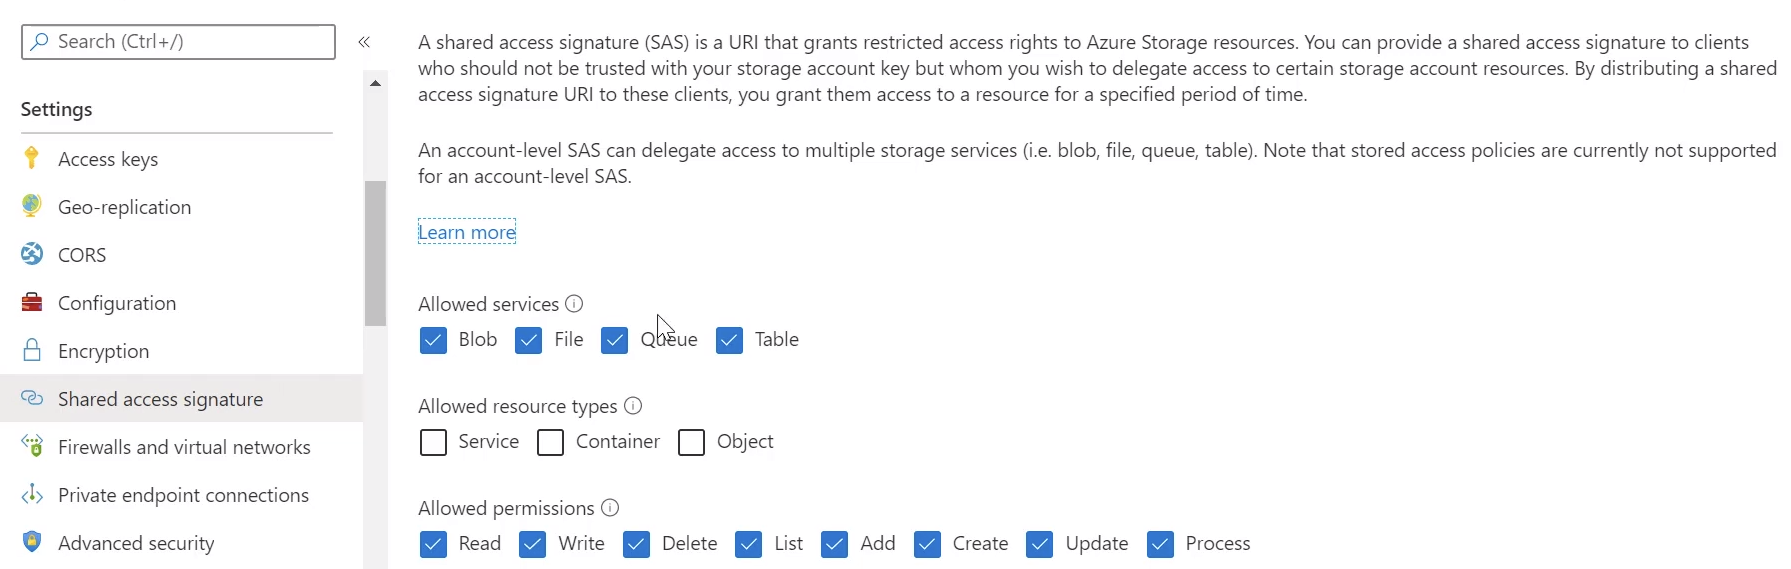 Search (Ctrl+/)
«
Settings
Access keys
Geo-replication
CORS
Configuration
Encryption
Shared access signature
Firewalls and virtual networks
Private endpoint connections
Advanced security
A shared access signature (SAS) is a URI that grants restricted access rights to Azure Storage resources. You can provide a shared access signature to clients
who should not be trusted with your storage account key but whom you wish to delegate access to certain storage account resources. By distributing a shared
access signature URI to these clients, you grant them access to a resource for a specified period of time.
An account-level SAS can delegate access to multiple storage services (i.e. blob, file, queue, table). Note that stored access policies are currently not supported
for an account-level SAS.
Learn more
Allowed services
Blob File Queue Table
Allowed resource types
Service Container Object
Allowed permissions
Read Write Delete List Add Create Update Process